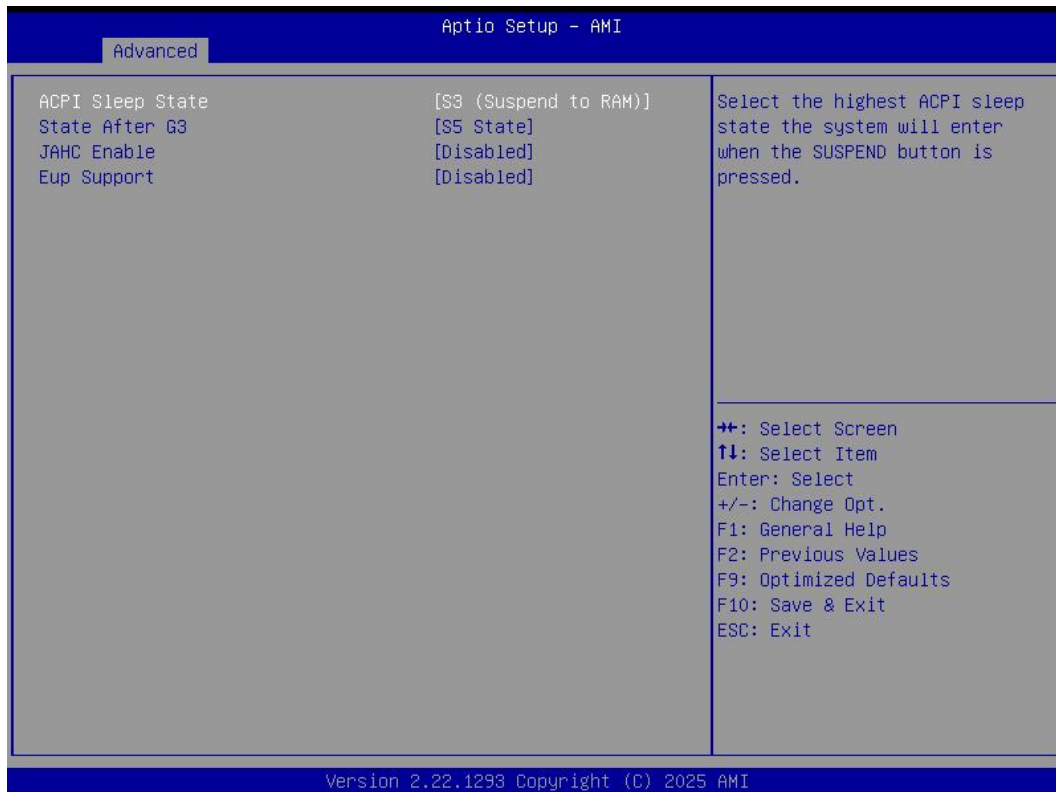 Aptio Setup – AMI
Advanced
ACPI Sleep State [S3 (Suspend to RAM)]
State After G3 [S5 State]
JAHC Enable [Disabled]
Eup Support [Disabled]
Select the highest ACPI sleep
state the system will enter
when the SUSPEND button is
pressed.
→←: Select Screen
↑↓: Select Item
Enter: Select
+/-: Change Opt.
F1: General Help
F2: Previous Values
F9: Optimized Defaults
F10: Save & Exit
ESC: Exit
Version 2.22.1293 Copyright (C) 2025 AMI